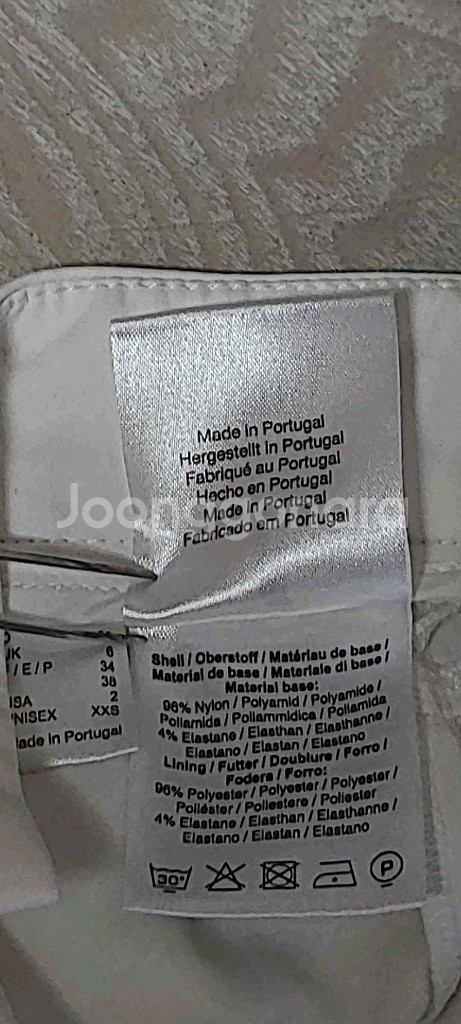 Made in Portugal
Hergestellt in Portugal
Fabriqué au Portugal
Hecho en Portugal
Made in Portugal
Fabricado em Portugal
UK 6
/ E / P 34
38
USA 2
UNISEX XXS
Made in Portugal
Shell / Oberstoff / Matériau de base /
Material de base / Materiale di base /
Material base:
96% Nylon / Polyamid / Polyamide /
Poliamida / Poliammidica / Poliamida
4% Elastane / Elasthan / Elasthanne /
Elastano / Elastan / Elastano
Lining / Futter / Doublure / Forro /
Fodera / Forro:
96% Polyester / Polyester / Polyester /
Poliéster / Poliestere / Poliester
4% Elastane / Elasthan / Elasthanne /
Elastano / Elastan / Elastano
30°
P